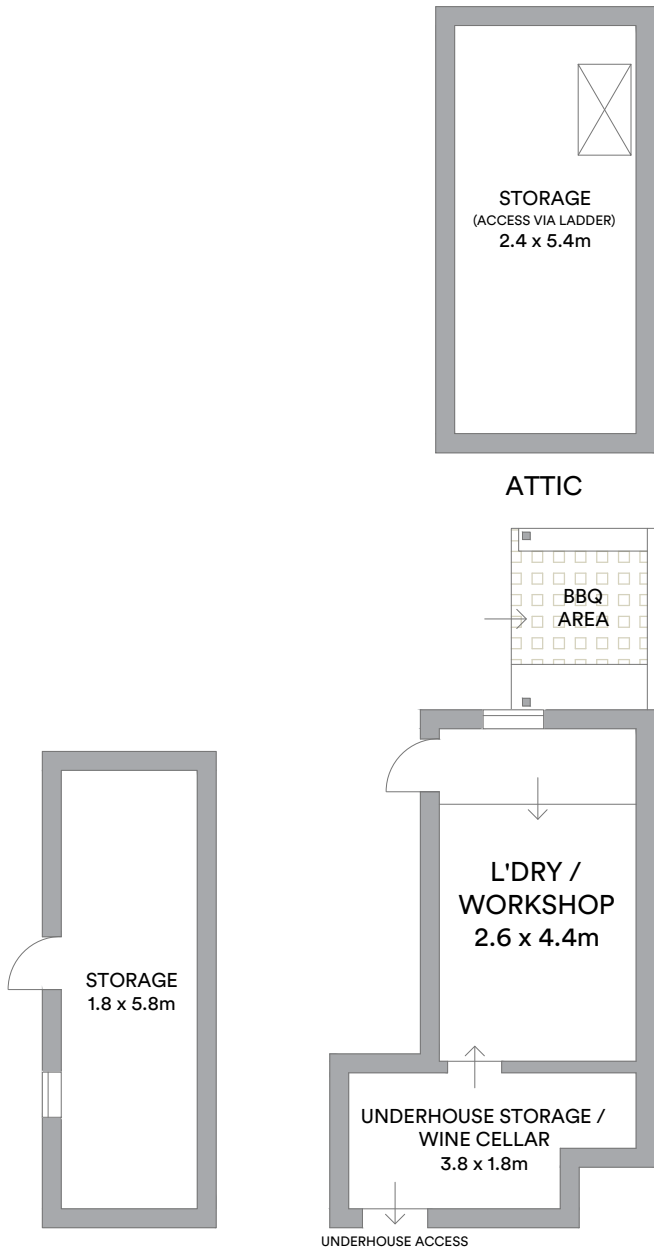 STORAGE
(ACCESS VIA LADDER)
2.4 x 5.4m
ATTIC
BBQ
AREA
L'DRY /
WORKSHOP
2.6 x 4.4m
STORAGE
1.8 x 5.8m
UNDERHOUSE STORAGE /
WINE CELLAR
3.8 x 1.8m
UNDERHOUSE ACCESS